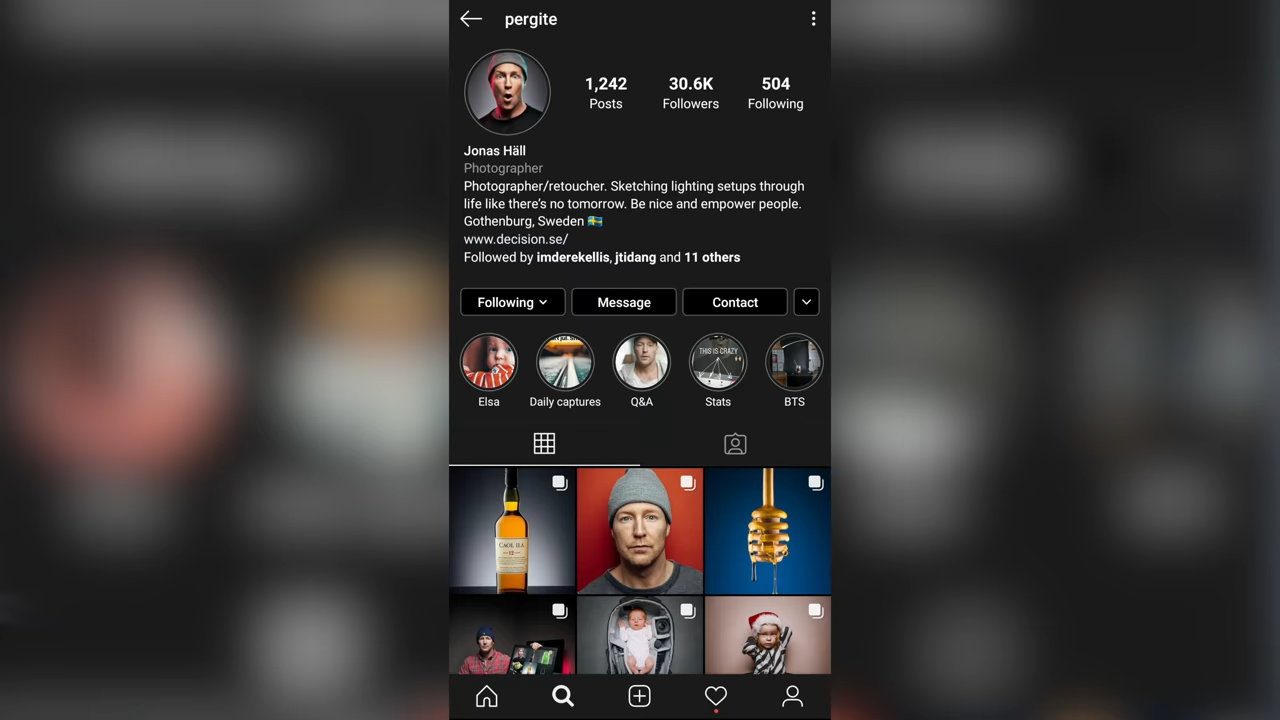 pergite
1,242 30.6K 504
Posts Followers Following
Jonas Häll
Photographer
Photographer/retoucher. Sketching lighting setups through
life like there's no tomorrow. Be nice and empower people.
Gothenburg, Sweden 🇸🇪
www.decision.se/
Followed by imderekellis, jtidang and 11 others
Following Message Contact
THIS IS CRAZY
Elsa Daily captures Q&A Stats BTS
CAOL ILA
12